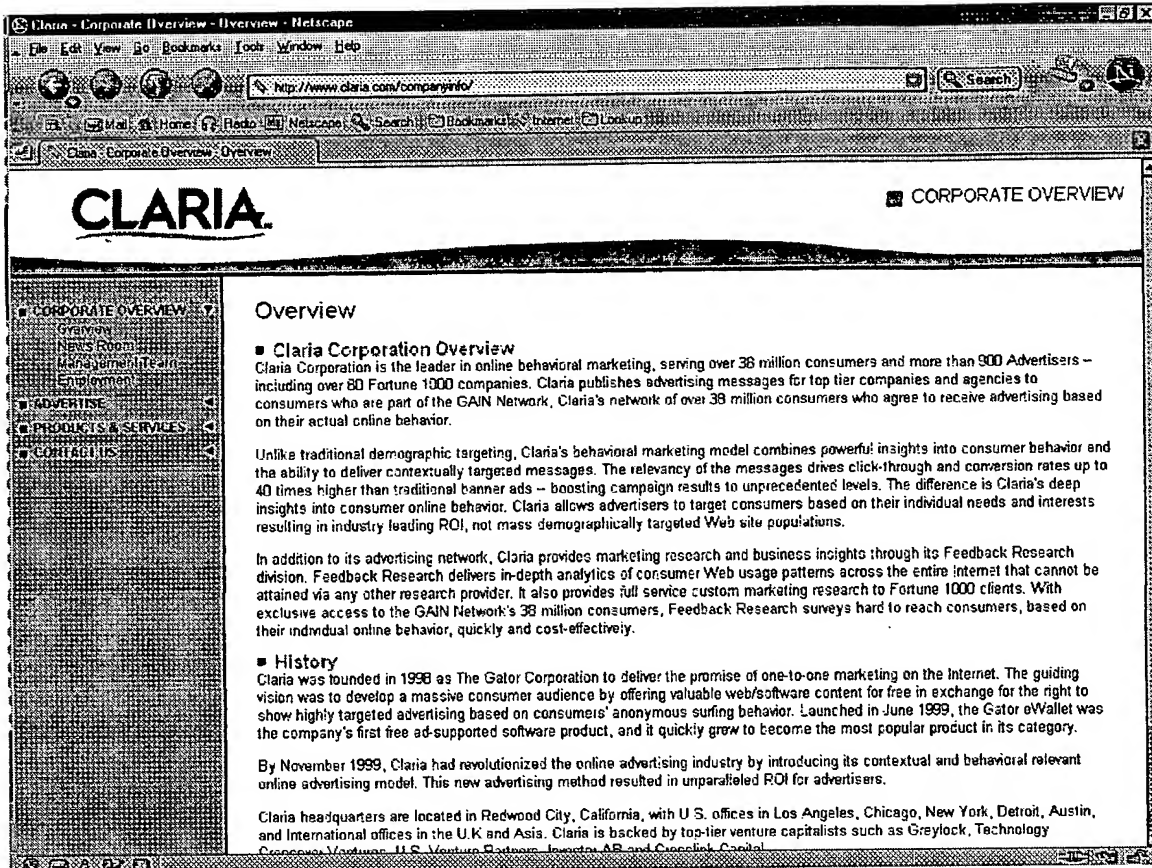 Claria - Corporate Overview - Overview - Netscape
File Edit View Go Bookmarks Tools Window Help
http://www.claria.com/companyinfo/ Search N
Mail Home Radio Netscape Search Bookmarks Internet Lookup
Claria - Corporate Overview - Overview
CLARIA
CORPORATE OVERVIEW
CORPORATE OVERVIEW
Overview
News Room
Management Team
Employment
ADVERTISE
PRODUCTS & SERVICES
CONTACT US
Overview
Claria Corporation Overview
Claria Corporation is the leader in online behavioral marketing, serving over 38 million consumers and more than 900 Advertisers –
including over 80 Fortune 1000 companies. Claria publishes advertising messages for top tier companies and agencies to
consumers who are part of the GAIN Network, Claria's network of over 38 million consumers who agree to receive advertising based
on their actual online behavior.
Unlike traditional demographic targeting, Claria's behavioral marketing model combines powerful insights into consumer behavior and
the ability to deliver contextually targeted messages. The relevancy of the messages drives click-through and conversion rates up to
40 times higher than traditional banner ads – boosting campaign results to unprecedented levels. The difference is Claria's deep
insights into consumer online behavior. Claria allows advertisers to target consumers based on their individual needs and interests
resulting in industry leading ROI, not mass demographically targeted Web site populations.
In addition to its advertising network, Claria provides marketing research and business insights through its Feedback Research
division. Feedback Research delivers in-depth analytics of consumer Web usage patterns across the entire Internet that cannot be
attained via any other research provider. It also provides full service custom marketing research to Fortune 1000 clients. With
exclusive access to the GAIN Network's 38 million consumers, Feedback Research surveys hard to reach consumers, based on
their individual online behavior, quickly and cost-effectively.
History
Claria was founded in 1998 as The Gator Corporation to deliver the promise of one-to-one marketing on the Internet. The guiding
vision was to develop a massive consumer audience by offering valuable web/software content for free in exchange for the right to
show highly targeted advertising based on consumers' anonymous surfing behavior. Launched in June 1999, the Gator eWallet was
the company's first free ad-supported software product, and it quickly grew to become the most popular product in its category.
By November 1999, Claria had revolutionized the online advertising industry by introducing its contextual and behavioral relevant
online advertising model. This new advertising method resulted in unparalleled ROI for advertisers.
Claria headquarters are located in Redwood City, California, with U.S. offices in Los Angeles, Chicago, New York, Detroit, Austin,
and International offices in the U.K and Asia. Claria is backed by top-tier venture capitalists such as Greylock, Technology
Crossover Ventures, U.S. Venture Partners, Investor AB and Crosslink Capital